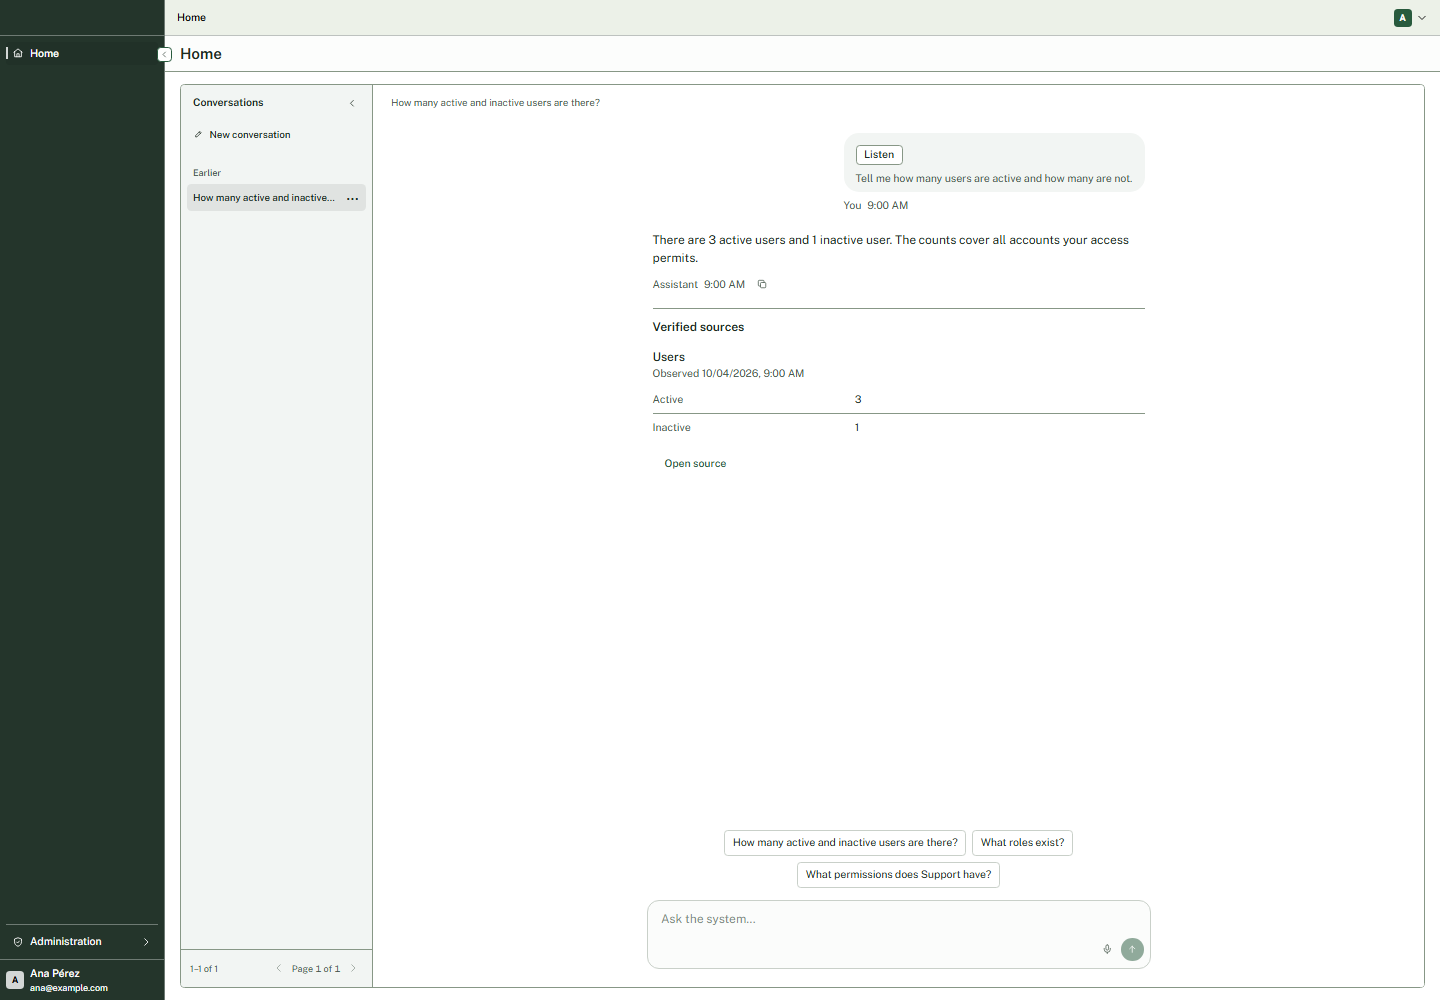 Home
A
Home
Home
Conversations
New conversation
Earlier
How many active and inactive...
1–1 of 1
Page 1 of 1
How many active and inactive users are there?
Listen
Tell me how many users are active and how many are not.
You 9:00 AM
There are 3 active users and 1 inactive user. The counts cover all accounts your access
permits.
Assistant 9:00 AM
Verified sources
Users
Observed 10/04/2026, 9:00 AM
Active 3
Inactive 1
Open source
How many active and inactive users are there?
What roles exist?
What permissions does Support have?
Ask the system...
Administration
A
Ana Pérez
ana@example.com